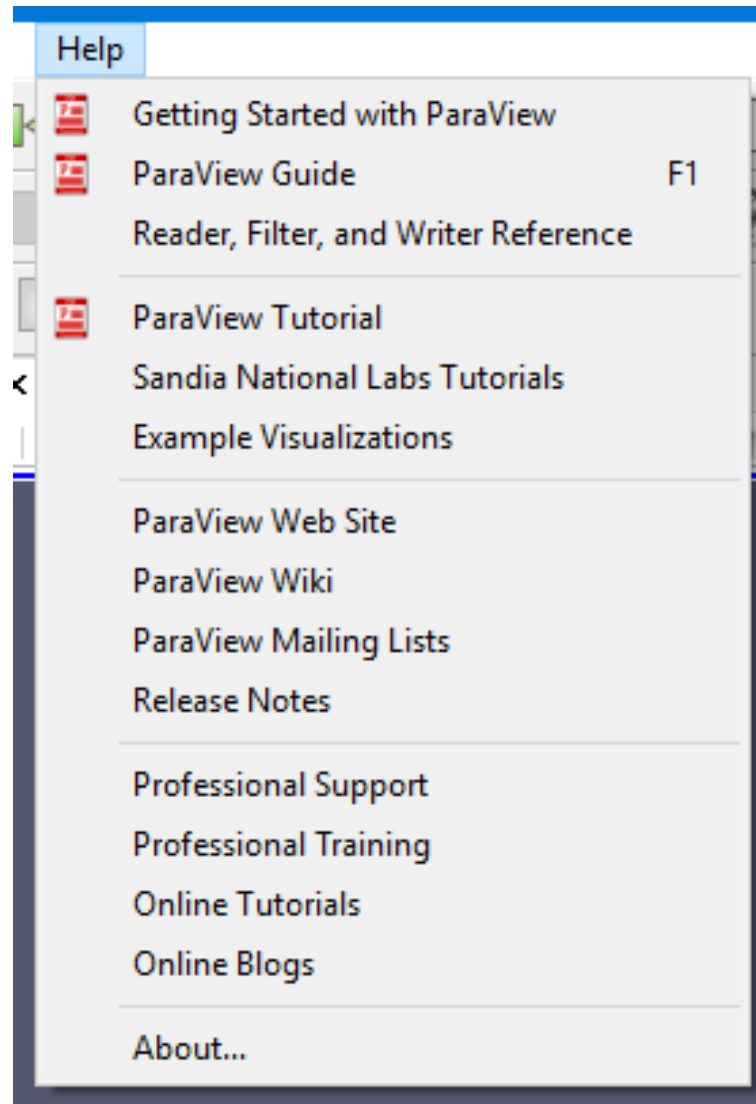 Help
Getting Started with ParaView
ParaView Guide F1
Reader, Filter, and Writer Reference
ParaView Tutorial
Sandia National Labs Tutorials
Example Visualizations
ParaView Web Site
ParaView Wiki
ParaView Mailing Lists
Release Notes
Professional Support
Professional Training
Online Tutorials
Online Blogs
About...